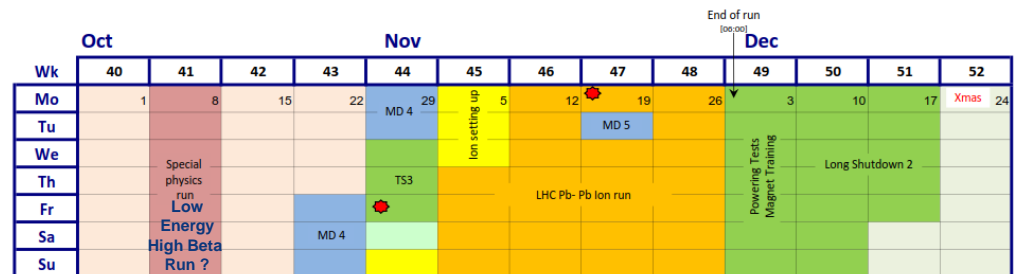 End of run
[06:00]
Oct Nov Dec
Wk 40 41 42 43 44 45 46 47 48 49 50 51 52
Mo 1 8 15 22 29 5 12 19 26 3 10 17 Xmas 24
MD 4
Tu MD 5
We
Ion setting up
Special
physics
run
Th TS3 LHC Pb- Pb Ion run
Powering Tests
Magnet Training
Long Shutdown 2
Fr Low
Energy
Sa High Beta MD 4
Su Run ?